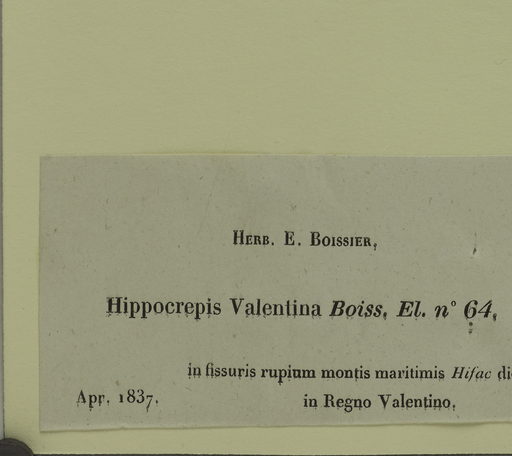 HERB. E. BOISSIER,
Hippocrepis Valentina Boiss. El. n° 64.
in fissuris rupium montis maritimis Hifac
Apr. 1837.
in Regno Valentino.